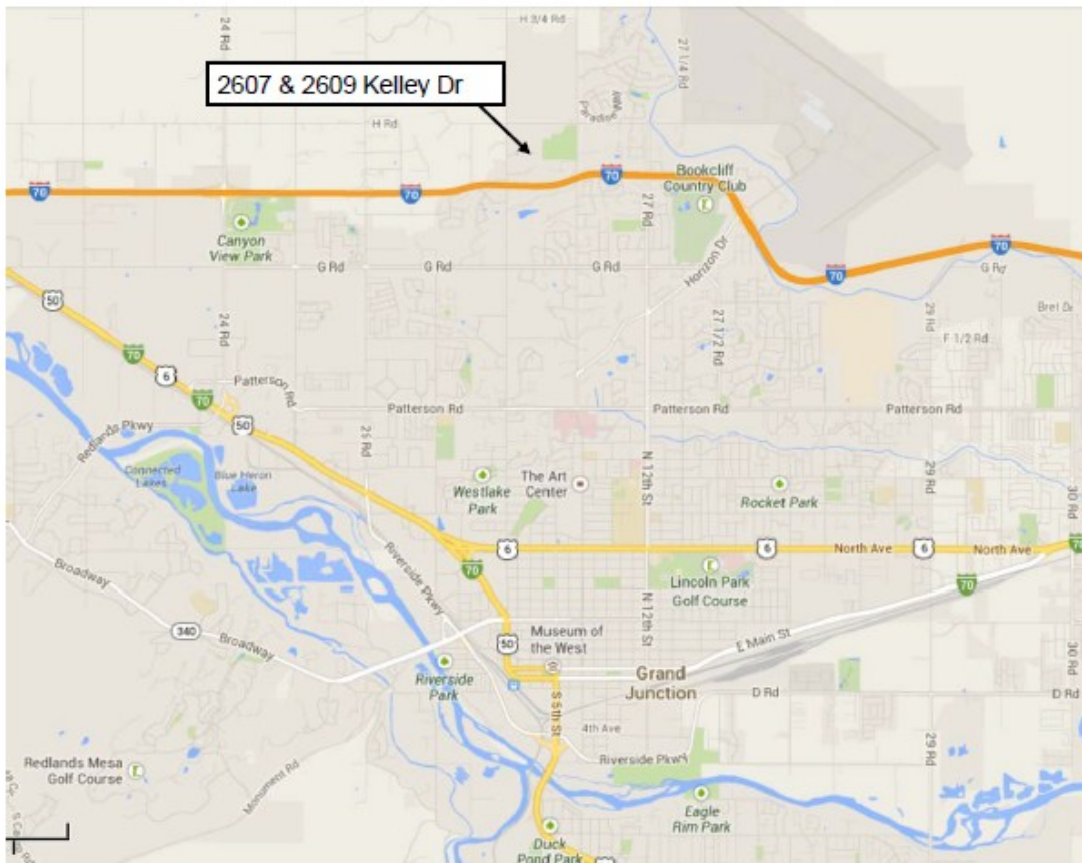 24 Rd
H 3/4 Rd
27 1/4 Rd
2607 & 2609 Kelley Dr
Paradise Way
H Rd
70
70
70
Bookcliff
Country Club
27 Rd
Canyon
View Park
Horizon Dr
70
G Rd
G Rd
G Rd
70
G Rd
50
24 Rd
27 1/2 Rd
29 Rd
Bret Dr
F 1/2 Rd
70
6
Patterson Rd
70
50
Patterson Rd
Patterson Rd
Patterson Rd
Redlands Pkwy
25 Rd
Connected
Lakes
Blue Heron
Lake
Westlake
Park
The Art
Center
N 12th St
Rocket Park
29 Rd
30 Rd
6
6
North Ave
6
North Ave
70
70
Riverside Pkwy
Lincoln Park
Golf Course
70
Broadway
N 12th St
340
Broadway
50
Museum of
the West
E Main St
Riverside
Park
Grand
Junction
D Rd
D Rd
30 Rd
S 5th St
4th Ave
29 Rd
Riverside Pkwy
Redlands Mesa
Golf Course
Monument Rd
Eagle
Rim Park
Duck
Pond Park